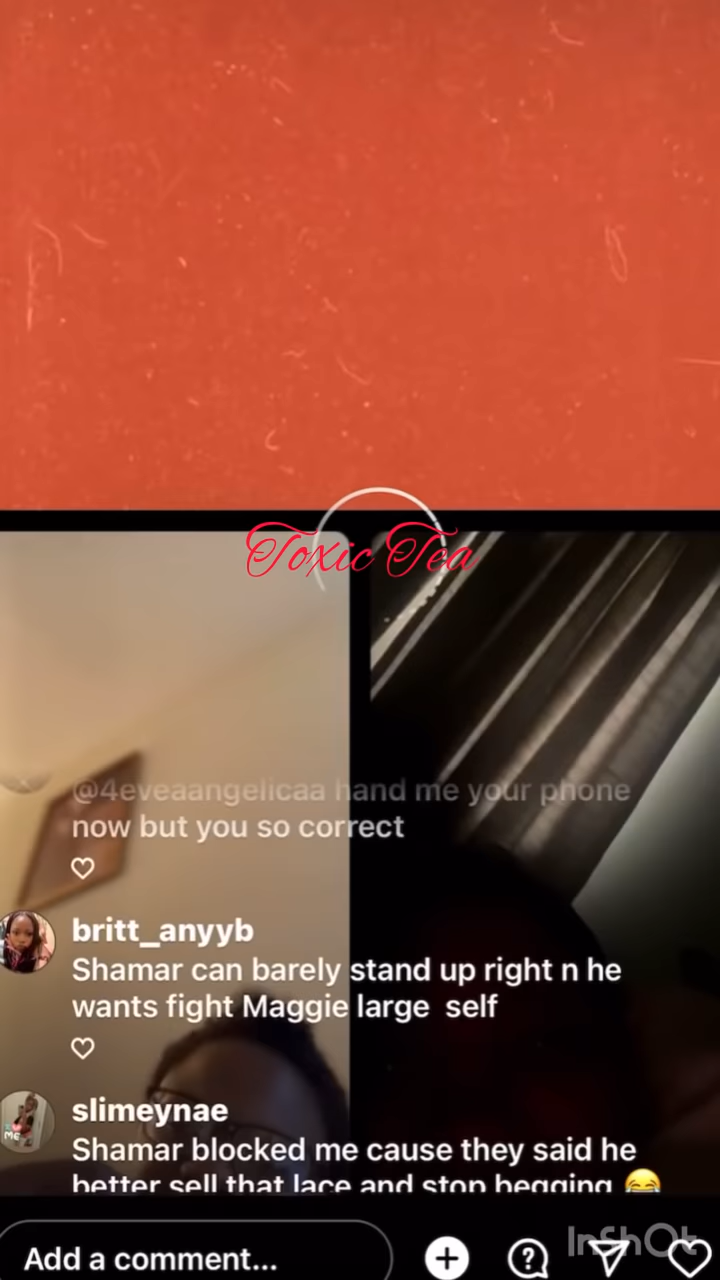 Toxic Tea
@4eveaangelicaa hand me your phone
now but you so correct
britt_anyyb
Shamar can barely stand up right n he
wants fight Maggie large self
slimeynae
ME
Shamar blocked me cause they said he
better sell that lace and stop begging 😂
Add a comment...
InShOt